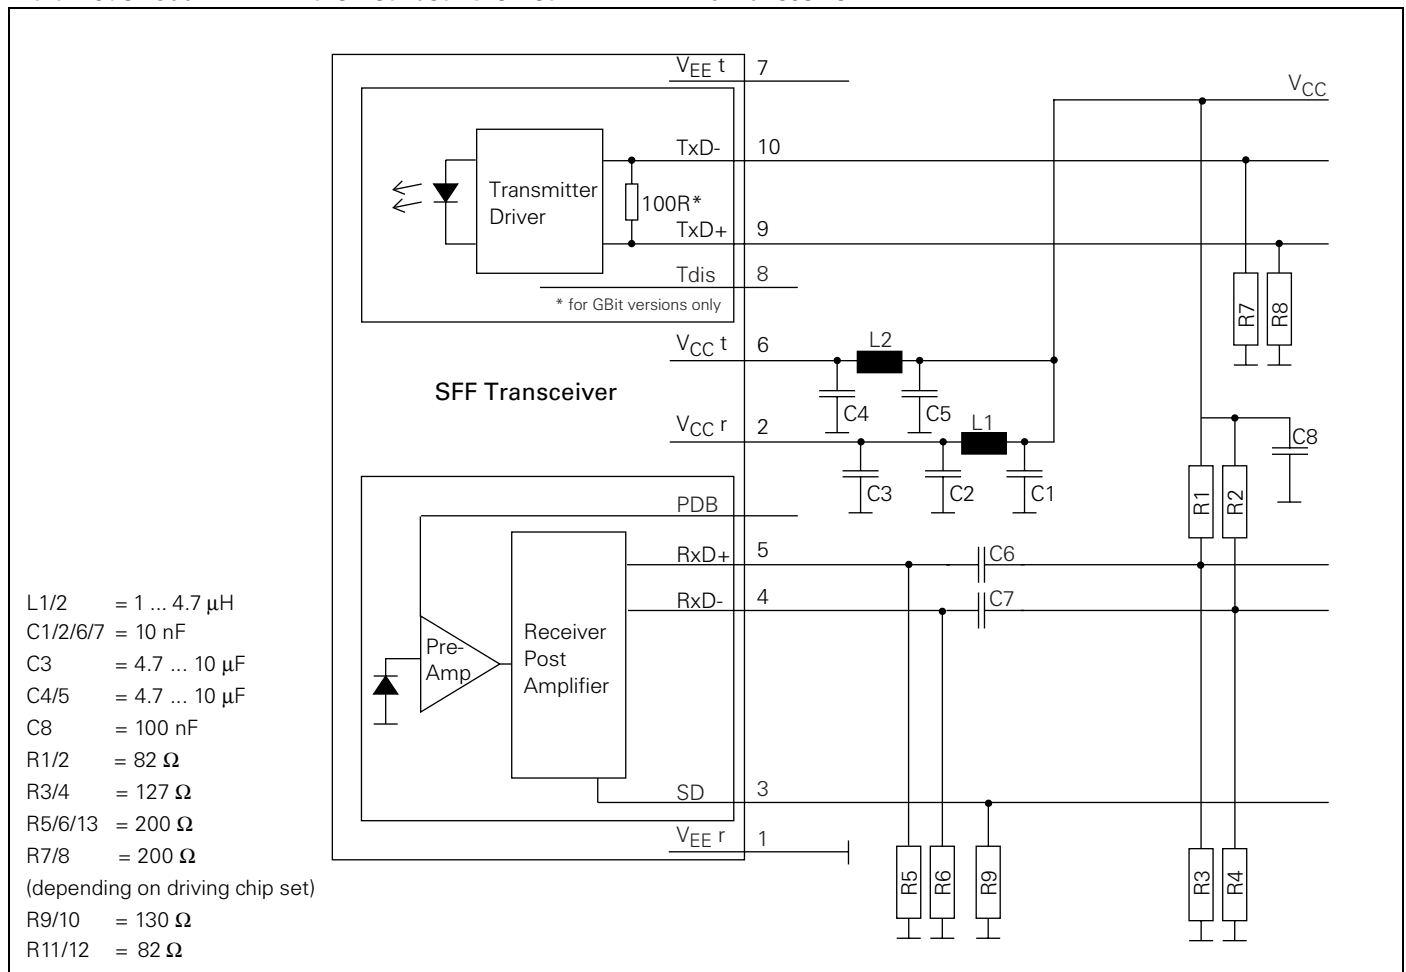 V_EE t 7
V_CC
TxD- 10
Transmitter
Driver
100R*
TxD+ 9
Tdis 8
* for GBit versions only
R7
R8
V_CC t 6
L2
SFF Transceiver
C4
C5
V_CC r 2
L1
C8
C3
C2
C1
R1
R2
PDB
RxD+ 5
C6
RxD- 4
C7
Pre-
Amp
Receiver
Post
Amplifier
SD 3
V_EE r 1
R5
R6
R9
R3
R4
L1/2 = 1 ... 4.7 µH
C1/2/6/7 = 10 nF
C3 = 4.7 ... 10 µF
C4/5 = 4.7 ... 10 µF
C8 = 100 nF
R1/2 = 82 Ω
R3/4 = 127 Ω
R5/6/13 = 200 Ω
R7/8 = 200 Ω
(depending on driving chip set)
R9/10 = 130 Ω
R11/12 = 82 Ω